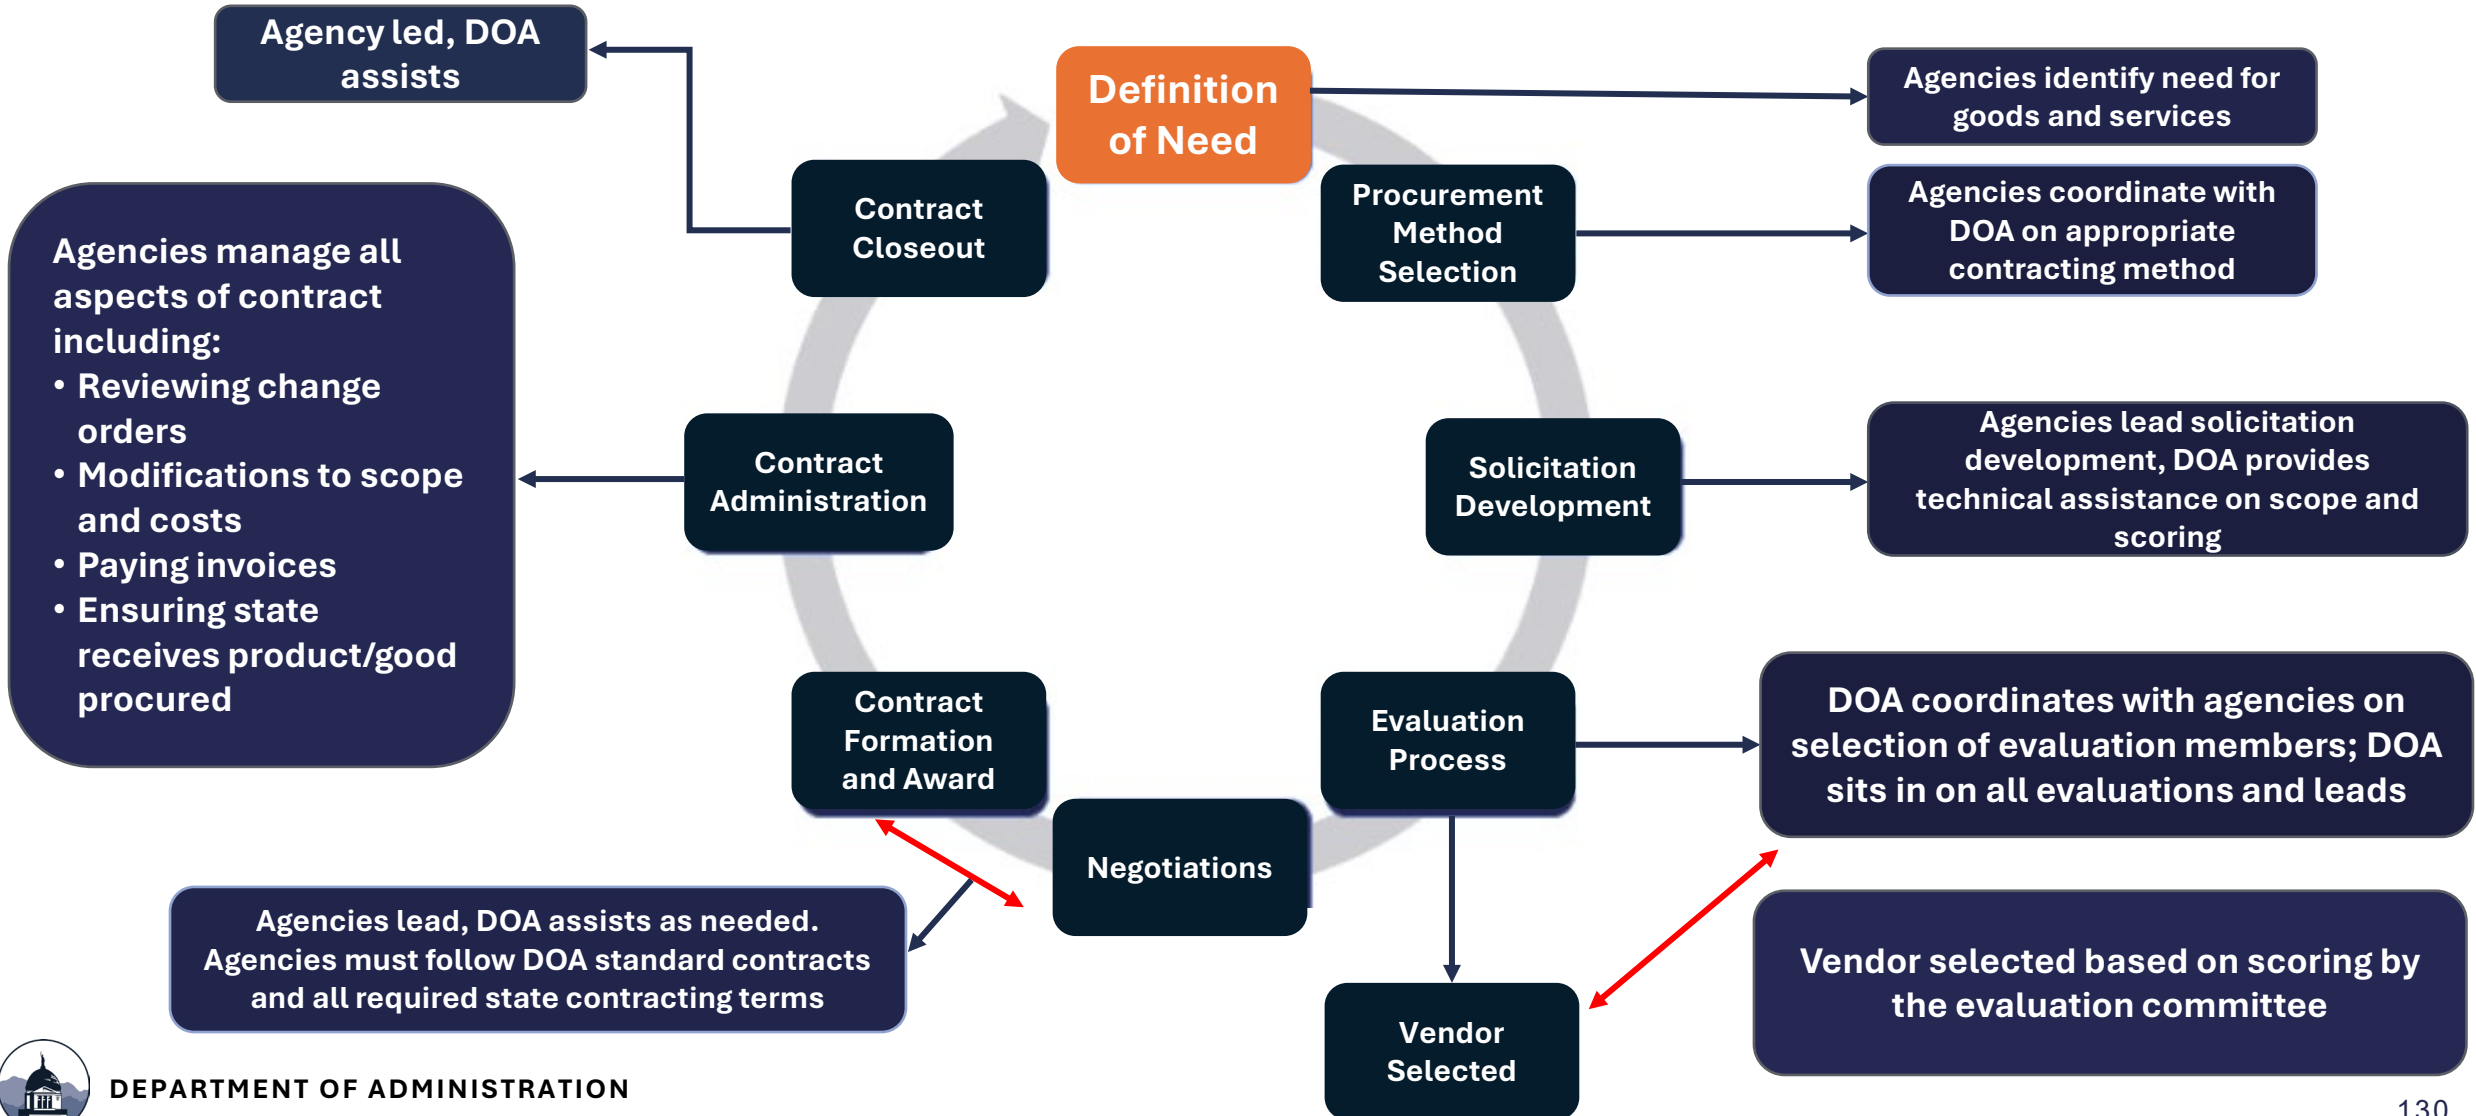 Agency led, DOA
assists
Definition
of Need
Agencies identify need for
goods and services
Procurement
Method
Selection
Agencies coordinate with
DOA on appropriate
contracting method
Contract
Closeout
Agencies manage all
aspects of contract
including:
• Reviewing change
orders
• Modifications to scope
and costs
• Paying invoices
• Ensuring state
receives product/good
procured
Contract
Administration
Solicitation
Development
Agencies lead solicitation
development, DOA provides
technical assistance on scope and
scoring
Contract
Formation
and Award
Evaluation
Process
DOA coordinates with agencies on
selection of evaluation members; DOA
sits in on all evaluations and leads
Negotiations
Agencies lead, DOA assists as needed.
Agencies must follow DOA standard contracts
and all required state contracting terms
Vendor selected based on scoring by
the evaluation committee
Vendor
Selected
DEPARTMENT OF ADMINISTRATION
130